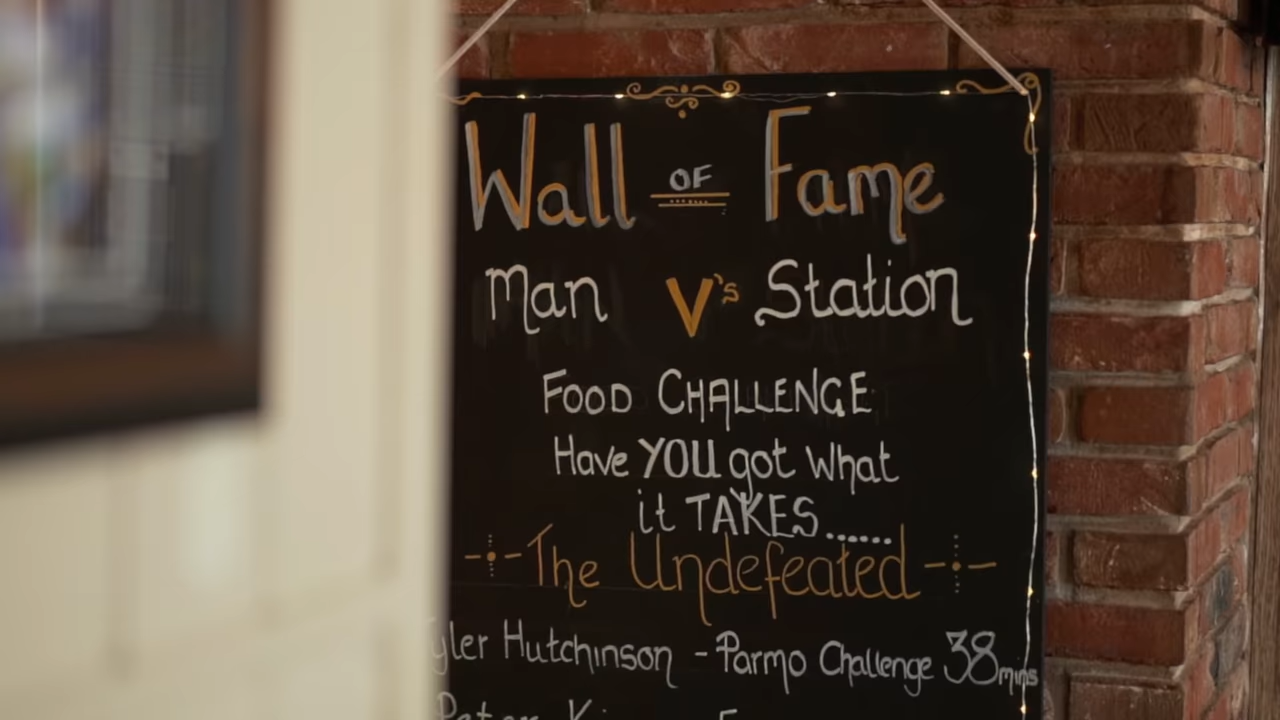 Wall OF Fame
Man V's Station
FOOD CHALLENGE
Have YOU got what
it TAKES......
The Undefeated
Hutchinson - Parmo Challenge 38mins